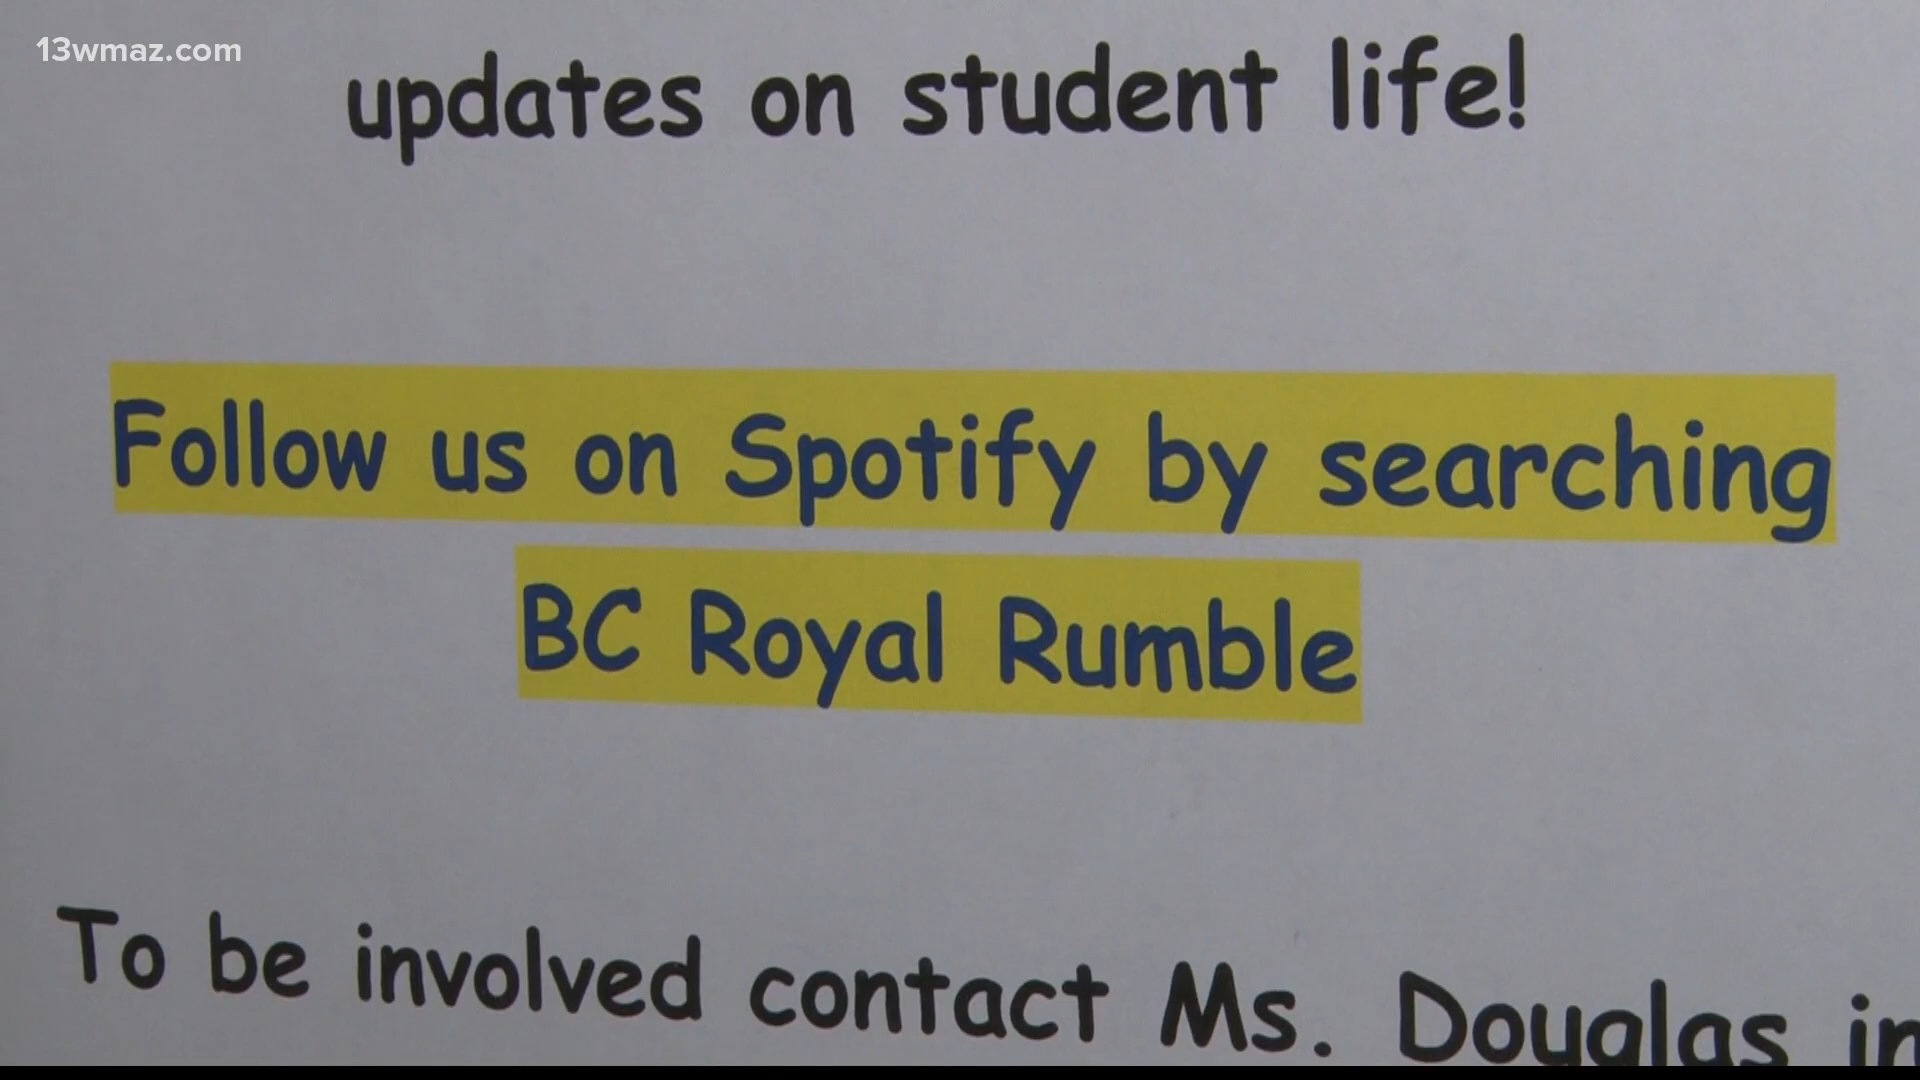 13wmaz.com
updates on student life!
Follow us on Spotify by searching
BC Royal Rumble
To be involved contact Ms. Douglas in